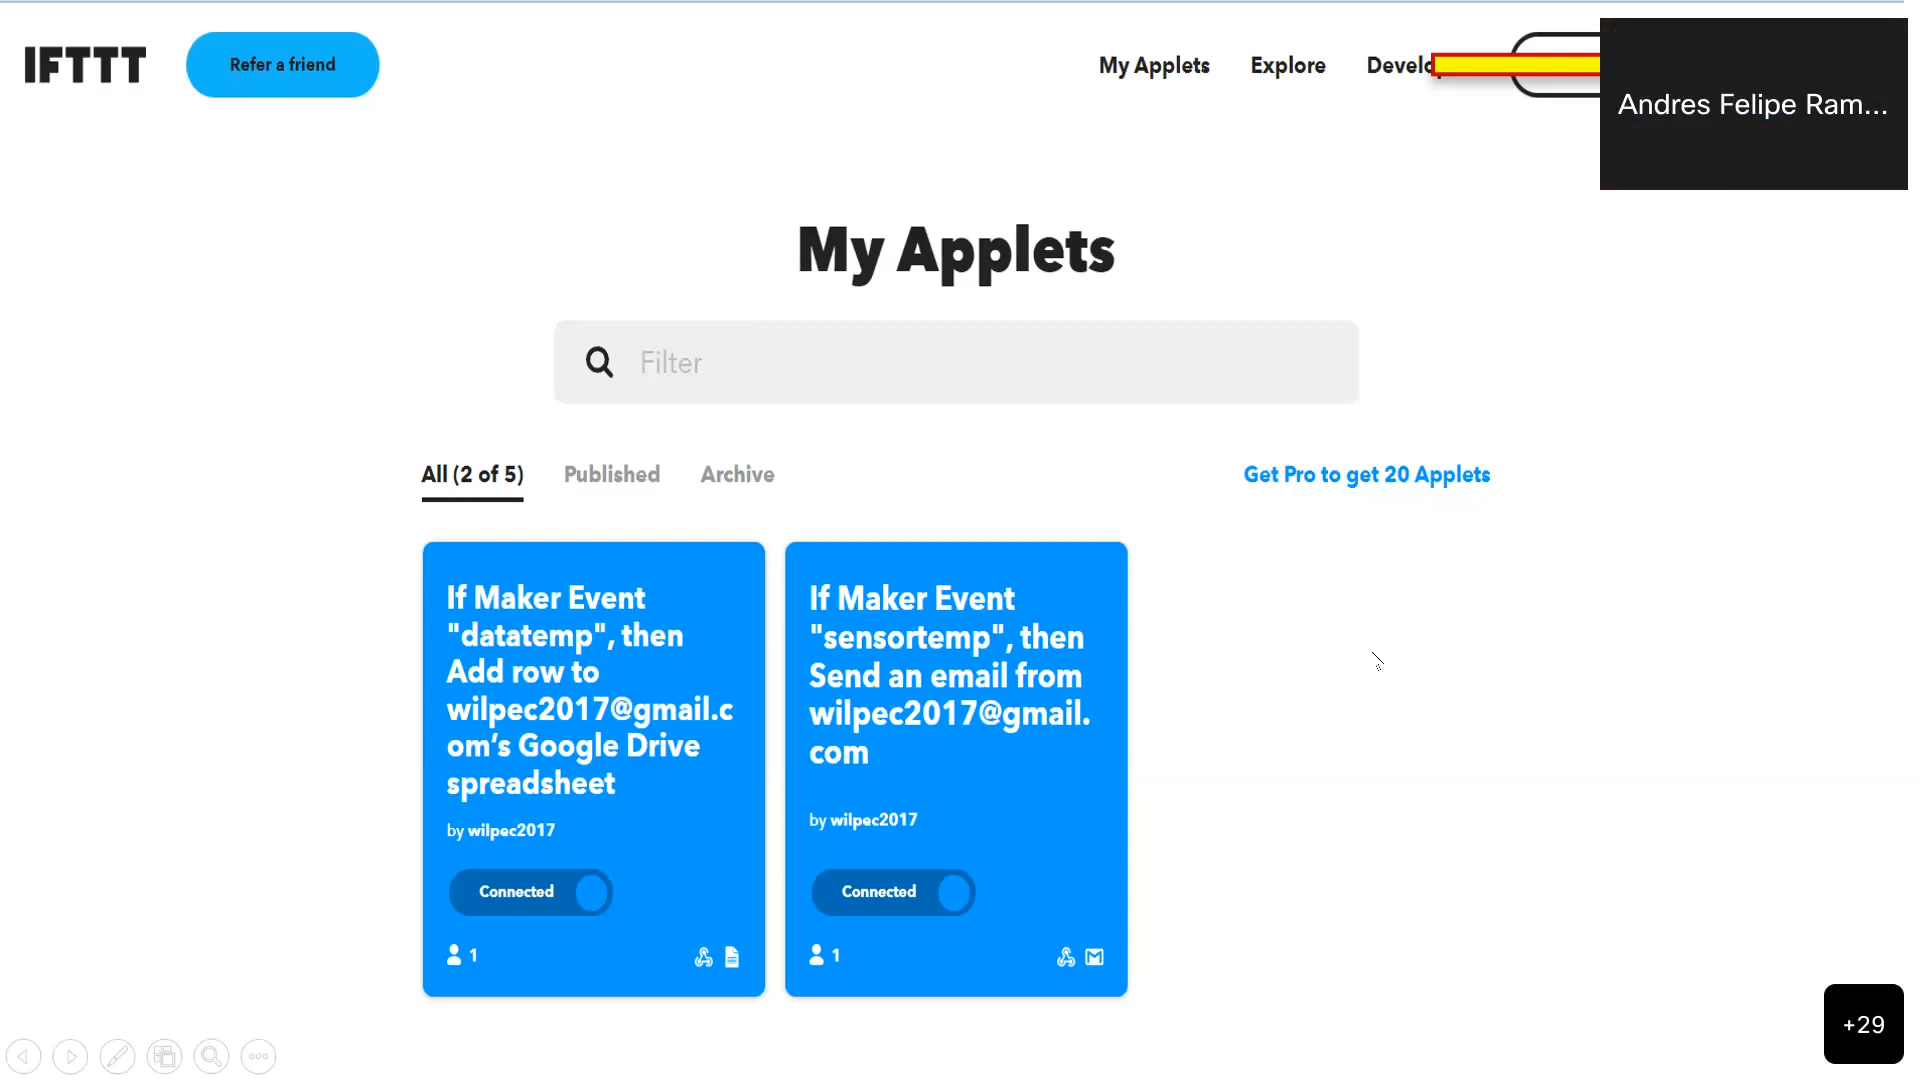 IFTTT
Refer a friend
My Applets
Explore
Develo
Andres Felipe Ram...
My Applets
Filter
All (2 of 5)
Published
Archive
Get Pro to get 20 Applets
If Maker Event
"datatemp", then
Add row to
wilpec2017@gmail.c
om’s Google Drive
spreadsheet
by wilpec2017
Connected
1
If Maker Event
"sensortemp", then
Send an email from
wilpec2017@gmail.
com
by wilpec2017
Connected
1
+29